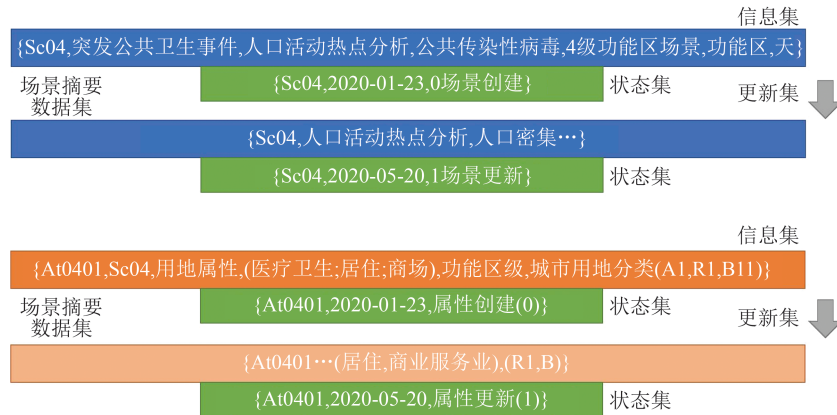 信息集
{Sc04,突发公共卫生事件,人口活动热点分析,公共传染性病毒,4级功能区场景,功能区,天}
场景摘要
数据集
{Sc04,2020-01-23,0场景创建}
状态集
更新集
{Sc04,人口活动热点分析,人口密集…}
{Sc04,2020-05-20,1场景更新}
状态集
信息集
{At0401,Sc04,用地属性,(医疗卫生;居住;商场),功能区级,城市用地分类(A1,R1,B11)}
场景摘要
数据集
{At0401,2020-01-23,属性创建(0)}
状态集
更新集
{At0401…(居住,商业服务业),(R1,B)}
{At0401,2020-05-20,属性更新(1)}
状态集